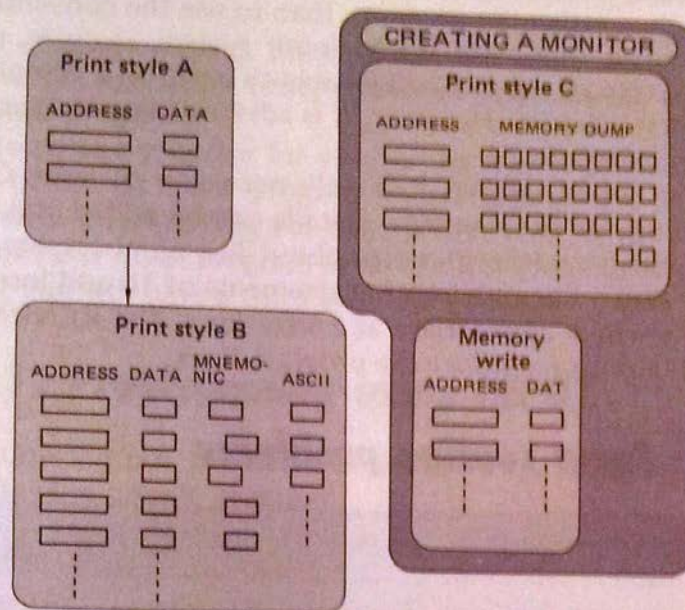 Print style A
ADDRESS DATA
Print style B
ADDRESS DATA MNEMO-
NIC ASCII
CREATING A MONITOR
Print style C
ADDRESS MEMORY DUMP
Memory
write
ADDRESS DAT